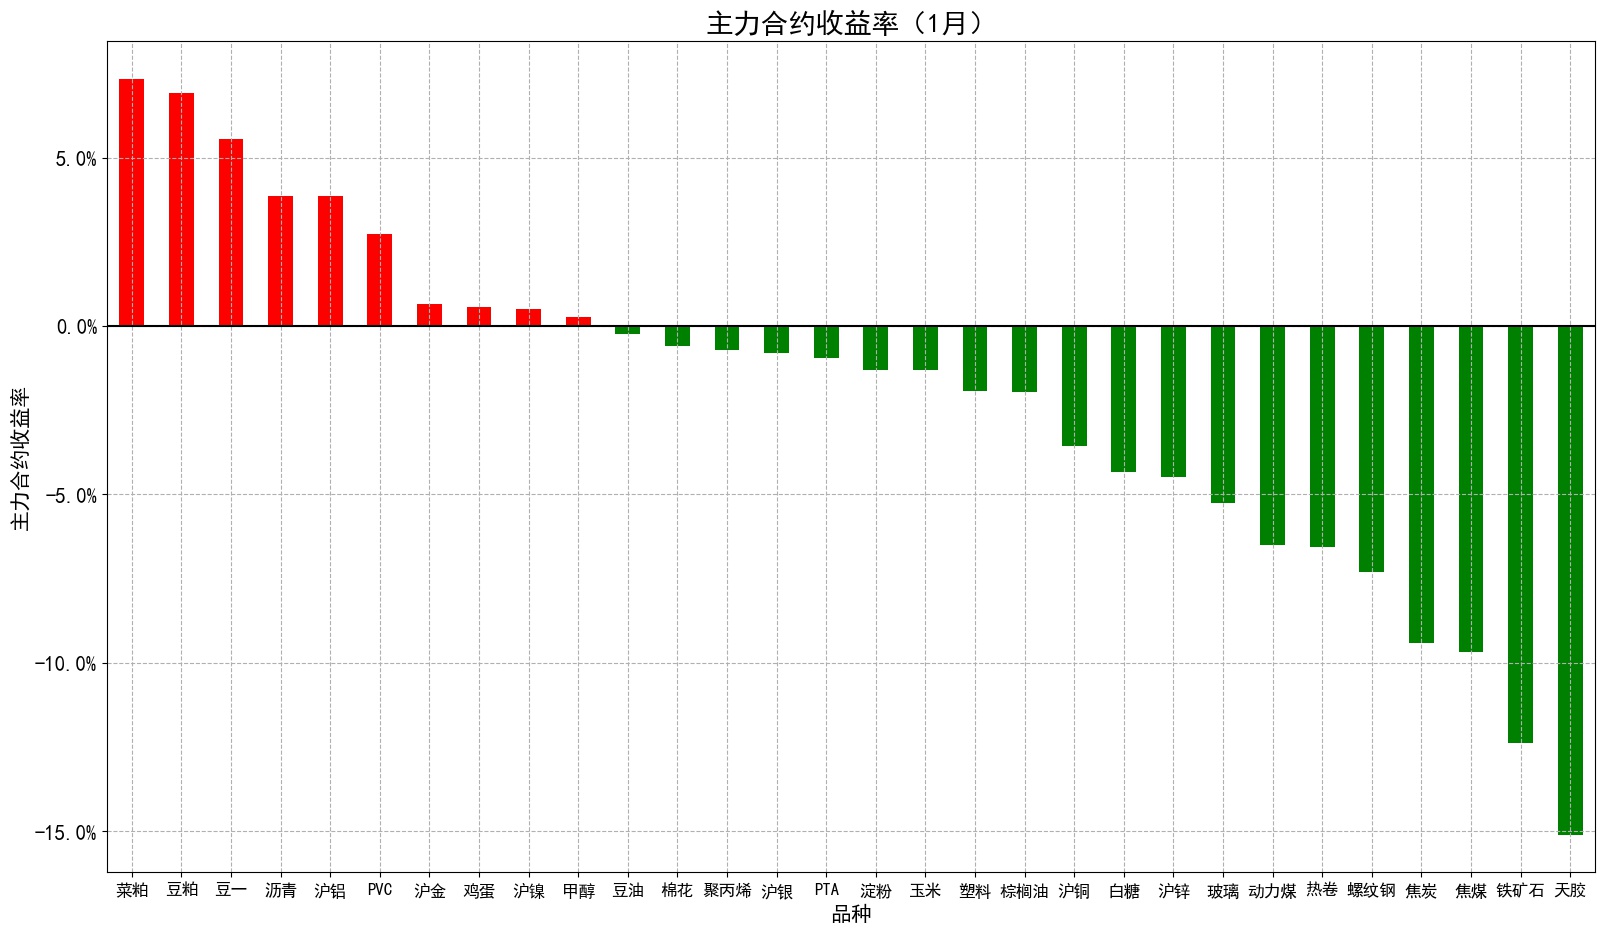 主力合约收益率（1月）
主力合约收益率
5.0%
0.0%
-5.0%
-10.0%
-15.0%
菜粕 豆粕 豆一 沥青 沪铝 PVC 沪金 鸡蛋 沪镍 甲醇 豆油 棉花 聚丙烯 沪银 PTA 淀粉 玉米 塑料 棕榈油 沪铜 白糖 沪锌 玻璃 动力煤 热卷 螺纹钢 焦炭 焦煤 铁矿石 天胶
品种